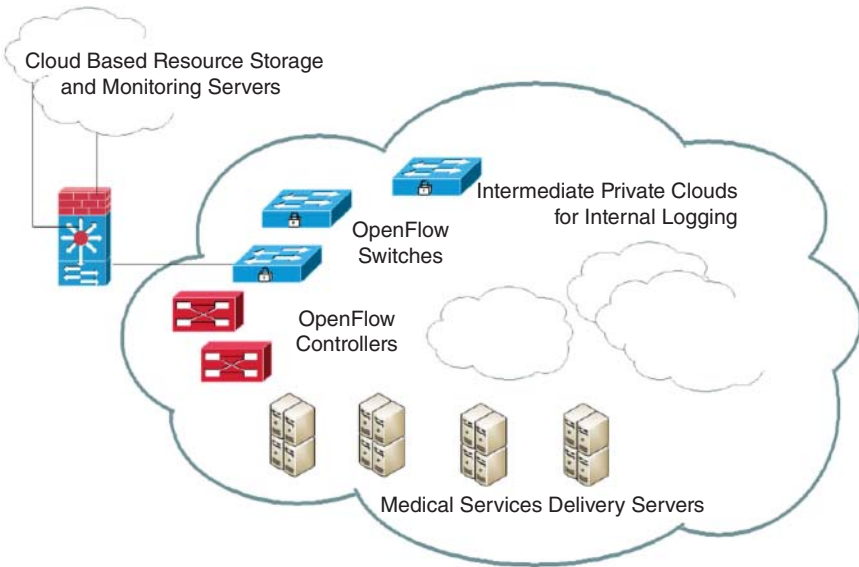 Cloud Based Resource Storage
and Monitoring Servers
Intermediate Private Clouds
for Internal Logging
OpenFlow
Switches
OpenFlow
Controllers
Medical Services Delivery Servers